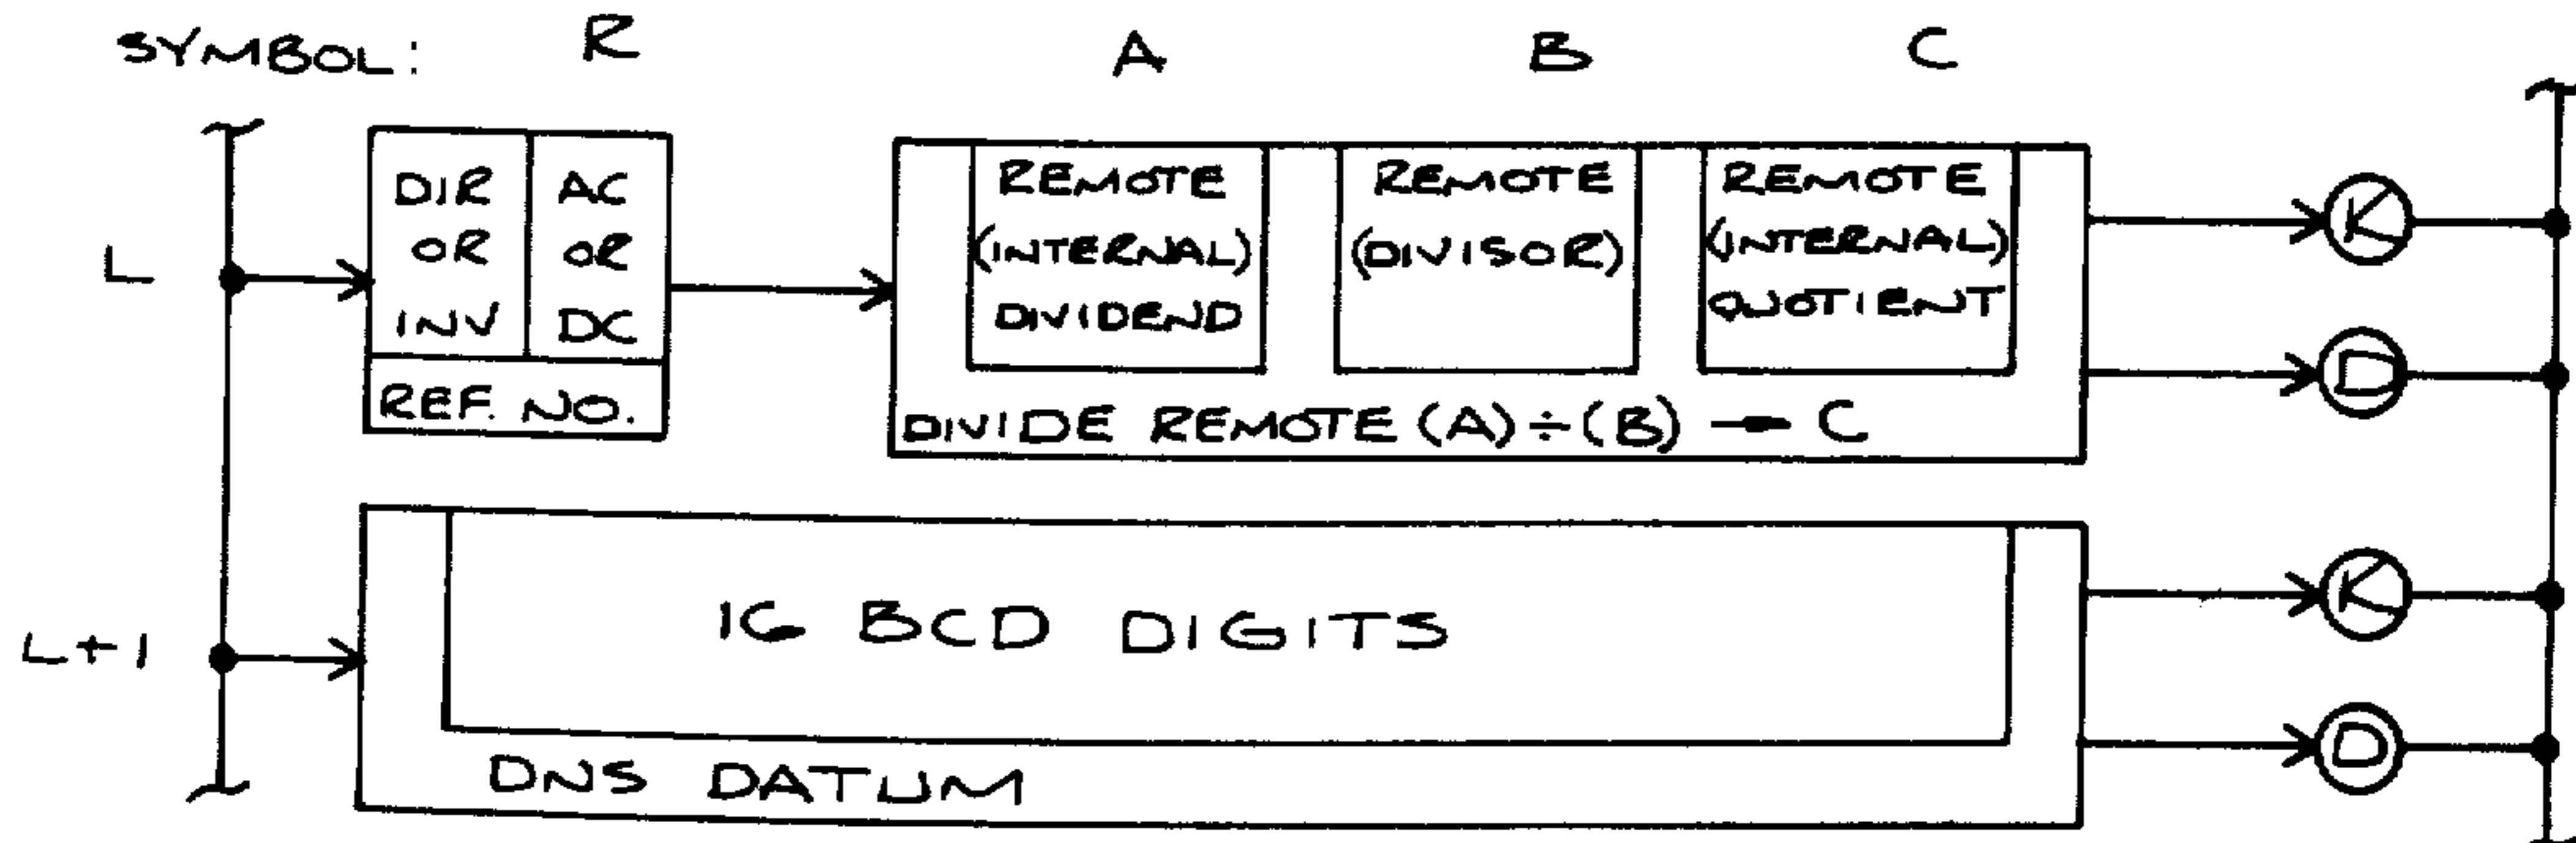 SYMBOL: R A B C
L
DIR OR INV
AC OR DC
REF. NO.
REMOTE (INTERNAL) DIVIDEND
REMOTE (DIVISOR)
REMOTE (INTERNAL) QUOTIENT
DIVIDE REMOTE (A) ÷ (B) → C
K
D
L+1
16 BCD DIGITS
DNS DATUM
K
D